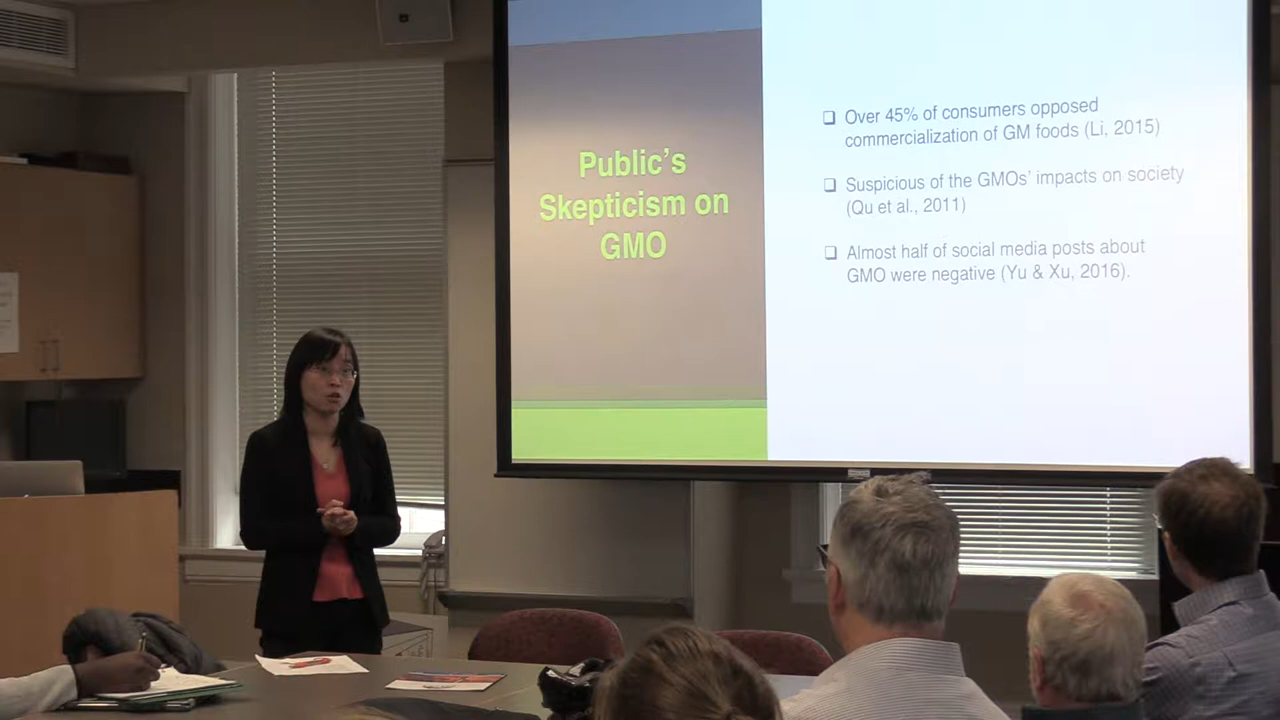 Public's
Skepticism on
GMO
❑ Over 45% of consumers opposed
commercialization of GM foods (Li, 2015)
❑ Suspicious of the GMOs' impacts on society
(Qu et al., 2011)
❑ Almost half of social media posts about
GMO were negative (Yu & Xu, 2016).